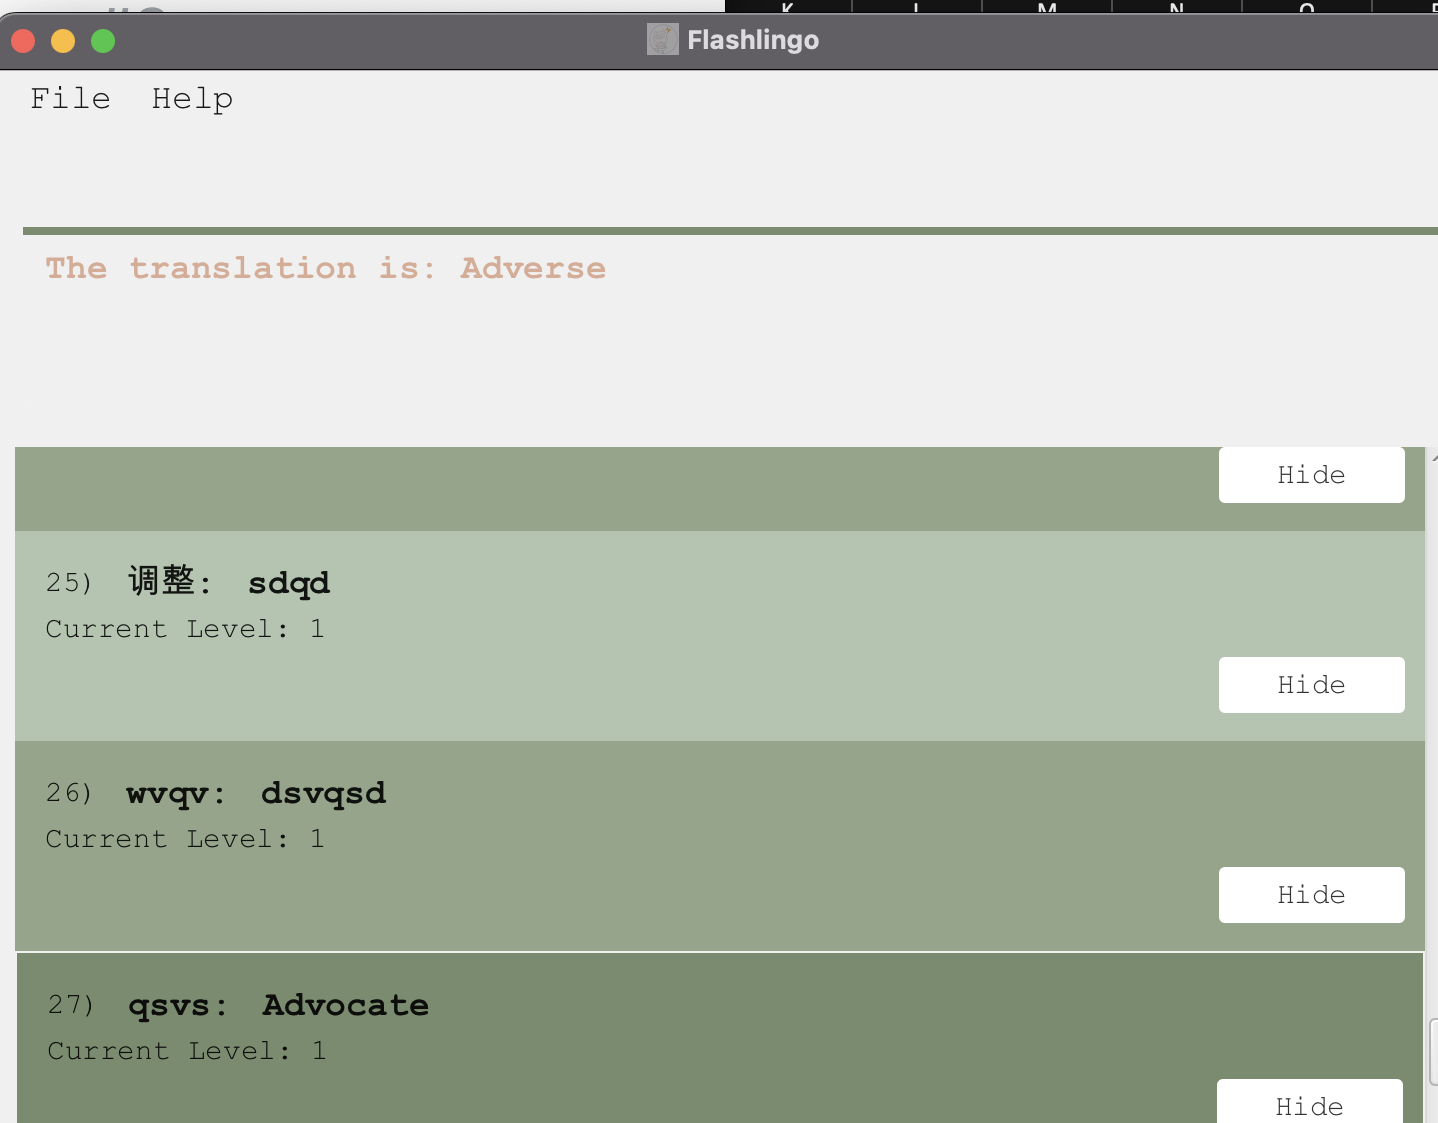 K L M N O
Flashlingo
File Help
The translation is: Adverse
Hide
25) 调整: sdqd
Current Level: 1
Hide
26) wvqv: dsvqsd
Current Level: 1
Hide
27) qsvs: Advocate
Current Level: 1
Hide